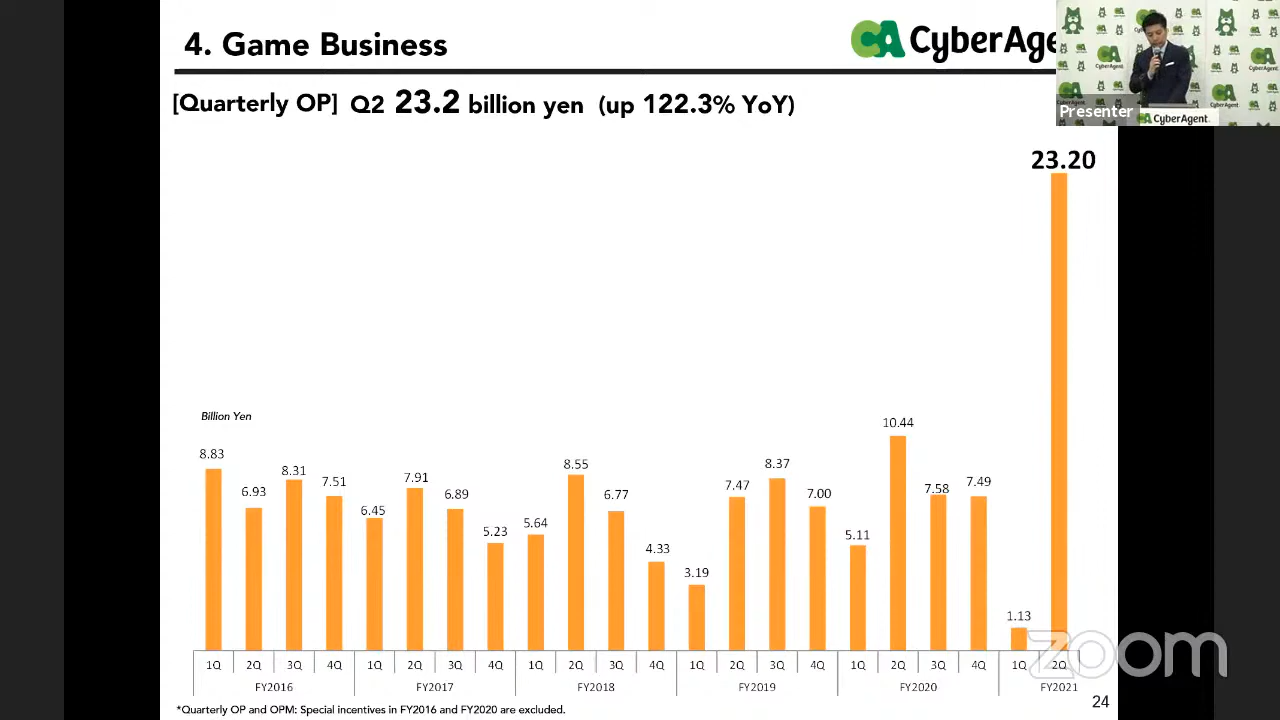 4. Game Business
CyberAge
[Quarterly OP] Q2 23.2 billion yen (up 122.3% YoY)
Presenter
CyberAgent.
CyberAgent.
23.20
Billion Yen
8.83
6.93
8.31
7.51
6.45
7.91
6.89
5.23
5.64
8.55
6.77
4.33
3.19
7.47
8.37
7.00
5.11
10.44
7.58
7.49
1.13
1Q 2Q 3Q 4Q 1Q 2Q 3Q 4Q 1Q 2Q 3Q 4Q 1Q 2Q 3Q 4Q 1Q 2Q 3Q 4Q 1Q 2Q
FY2016 FY2017 FY2018 FY2019 FY2020 FY2021
zoom
24
*Quarterly OP and OPM: Special incentives in FY2016 and FY2020 are excluded.